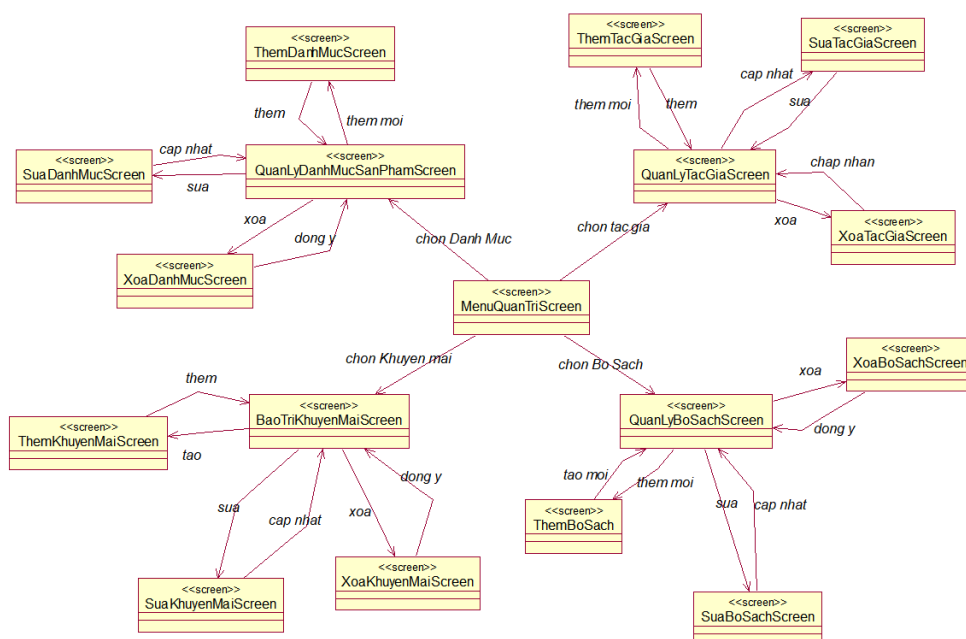 <<screen>>
ThemDanhMucScreen
<<screen>>
ThemTacGiaScreen
<<screen>>
SuaTacGiaScreen
cap nhat
them
them moi
them moi
them
sua
<<screen>>
SuaDanhMucScreen
cap nhat
sua
<<screen>>
QuanLyDanhMucSanPhamScreen
<<screen>>
QuanLyTacGiaScreen
chap nhan
xoa
dong y
chon Danh Muc
chon tac gia
xoa
<<screen>>
XoaTacGiaScreen
<<screen>>
XoaDanhMucScreen
<<screen>>
MenuQuanTriScreen
chon Khuyen mai
chon Bo Sach
<<screen>>
XoaBoSachScreen
xoa
them
<<screen>>
ThemKhuyenMaiScreen
tao
<<screen>>
BaoTriKhuyenMaiScreen
<<screen>>
QuanLyBoSachScreen
dong y
dong y
tao moi
them moi
sua
cap nhat
xoa
sua
cap nhat
<<screen>>
ThemBoSach
<<screen>>
XoaKhuyenMaiScreen
<<screen>>
SuaKhuyenMaiScreen
<<screen>>
SuaBoSachScreen